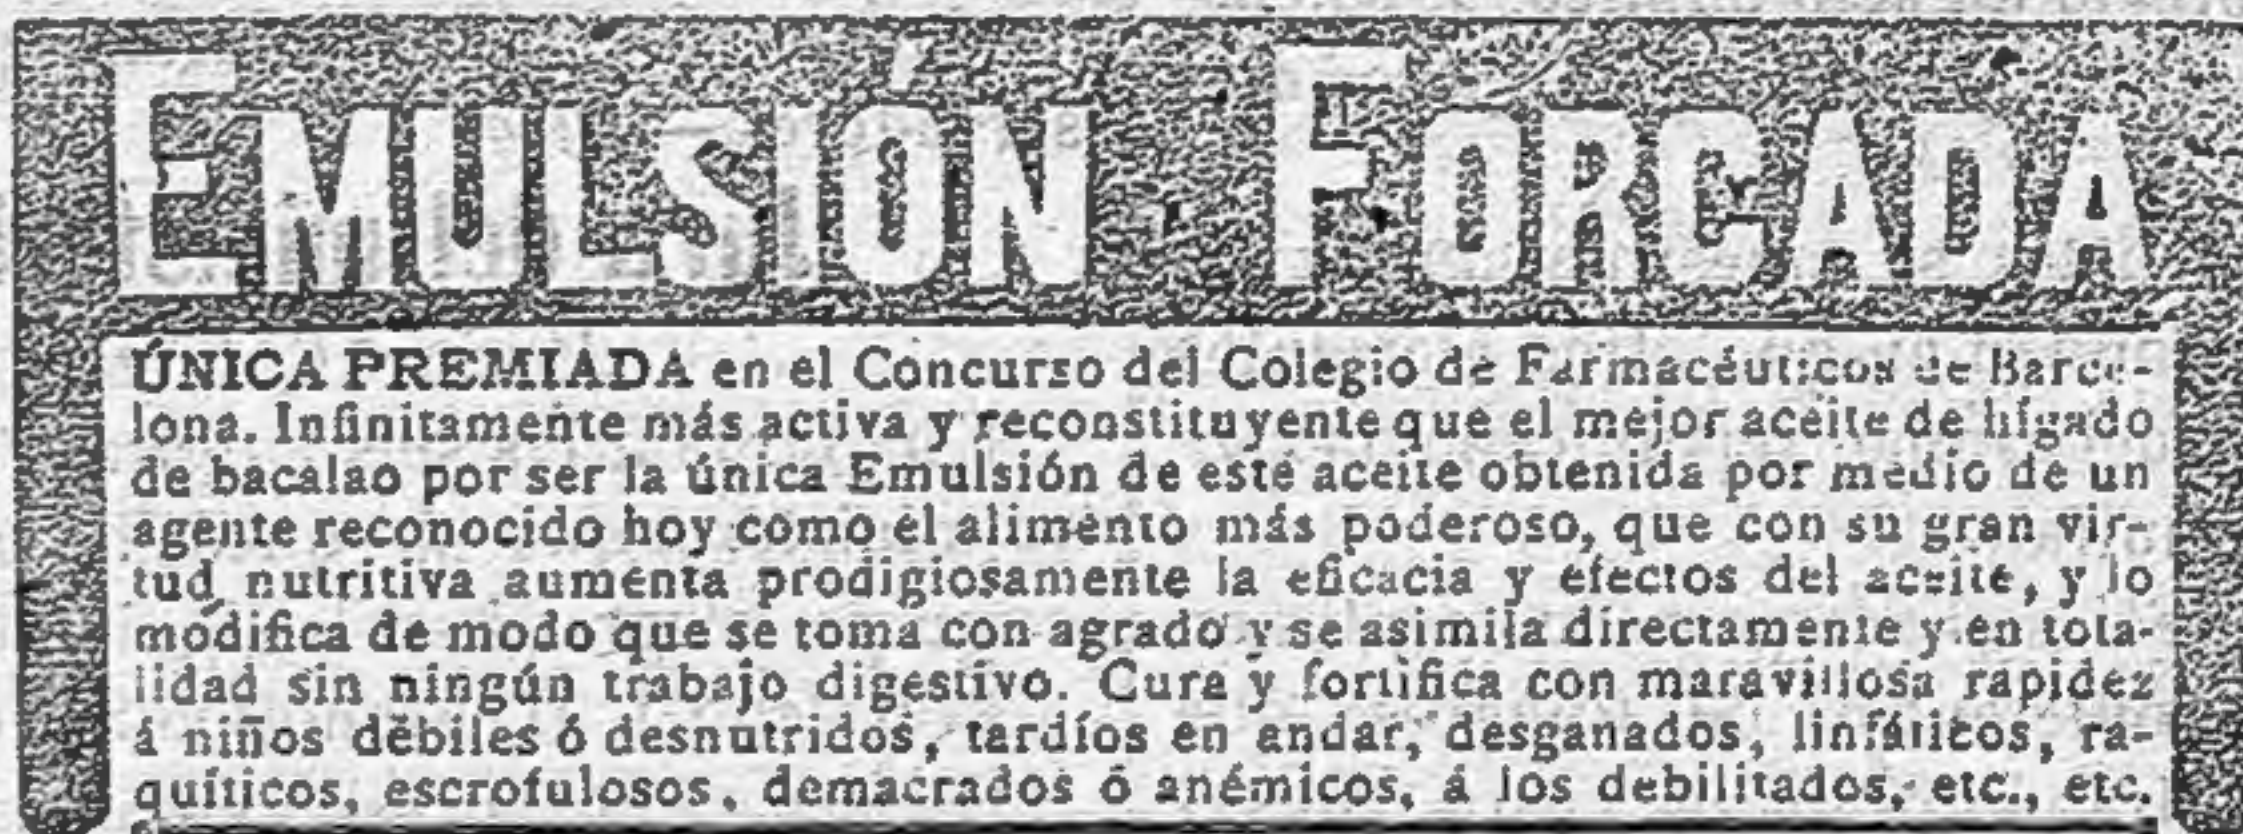 EMULSIÓN FORCADA
ÚNICA PREMIADA en el Concurso del Colegio de Farmacéuticos de Barce-
lona. Infinitamente más activa y reconstituyente que el mejor aceite de hígado
de bacalao por ser la única Emulsión de este aceite obtenida por medio de un
agente reconocido hoy como el alimento más poderoso, que con su gran vir-
tud nutritiva aumenta prodigiosamente la eficacia y efectos del aceite, y lo
modifica de modo que se toma con agrado y se asimila directamente y en tota-
lidad sin ningún trabajo digestivo. Cura y fortifica con maravillosa rapidez
á niños débiles ó desnutridos, tardíos en andar, desganados, linfáticos, ra-
quíticos, escrofulosos, demacrados ó anémicos, á los debilitados, etc., etc.